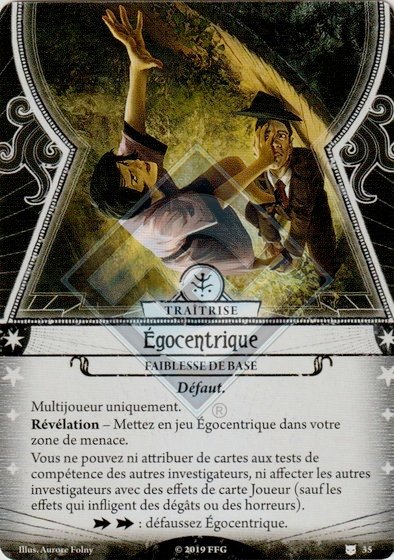 TRAÎTRISE
Égocentrique
FAIBLESSE DE BASE
Défaut.
Multijoueur uniquement.
Révélation – Mettez en jeu Égocentrique dans votre
zone de menace.
Vous ne pouvez ni attribuer de cartes aux tests de
compétence des autres investigateurs, ni affecter les autres
investigateurs avec des effets de carte Joueur (sauf les
effets qui infligent des dégâts ou des horreurs).
: défaussez Égocentrique.
Illus. Aurore Folny © 2019 FFG 35
®